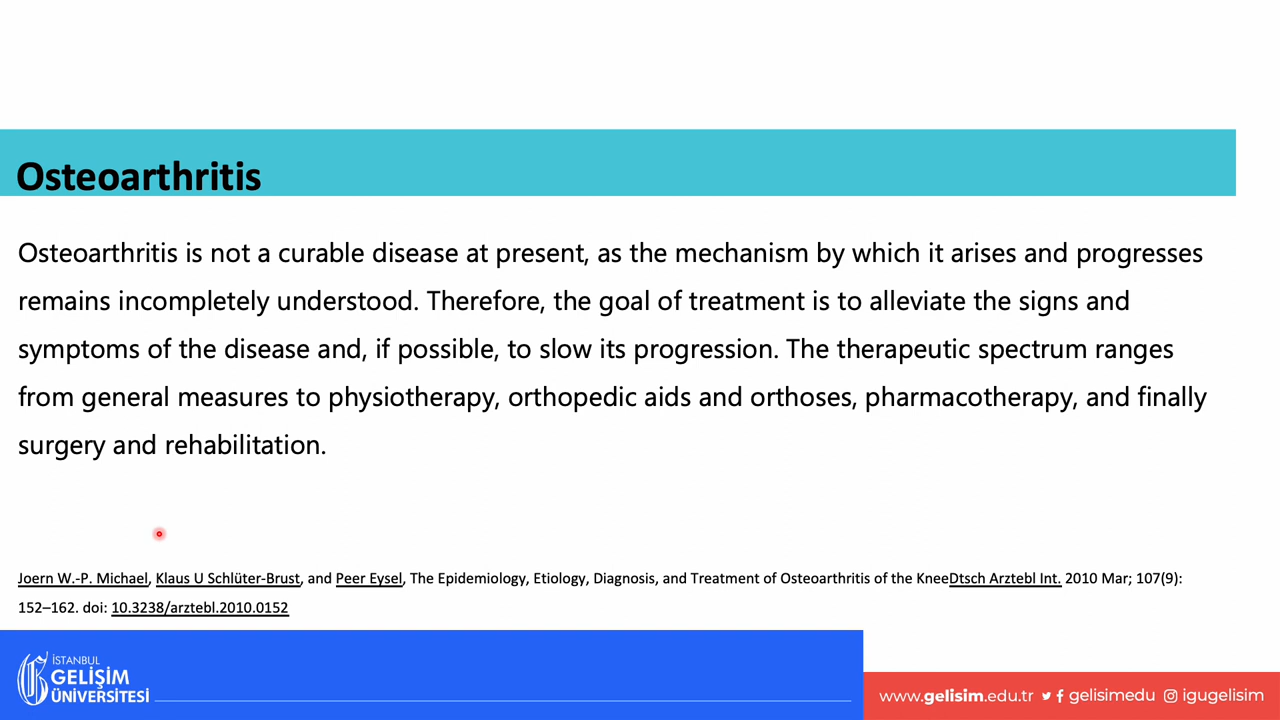 Osteoarthritis
Osteoarthritis is not a curable disease at present, as the mechanism by which it arises and progresses
remains incompletely understood. Therefore, the goal of treatment is to alleviate the signs and
symptoms of the disease and, if possible, to slow its progression. The therapeutic spectrum ranges
from general measures to physiotherapy, orthopedic aids and orthoses, pharmacotherapy, and finally
surgery and rehabilitation.
Joern W.-P. Michael, Klaus U Schlüter-Brust, and Peer Eysel, The Epidemiology, Etiology, Diagnosis, and Treatment of Osteoarthritis of the KneeDtsch Arztebl Int. 2010 Mar; 107(9):
152–162. doi: 10.3238/arztebl.2010.0152
İSTANBUL
GELİŞİM
ÜNİVERSİTESİ
www.gelisim.edu.tr gelisimedu igugelisim